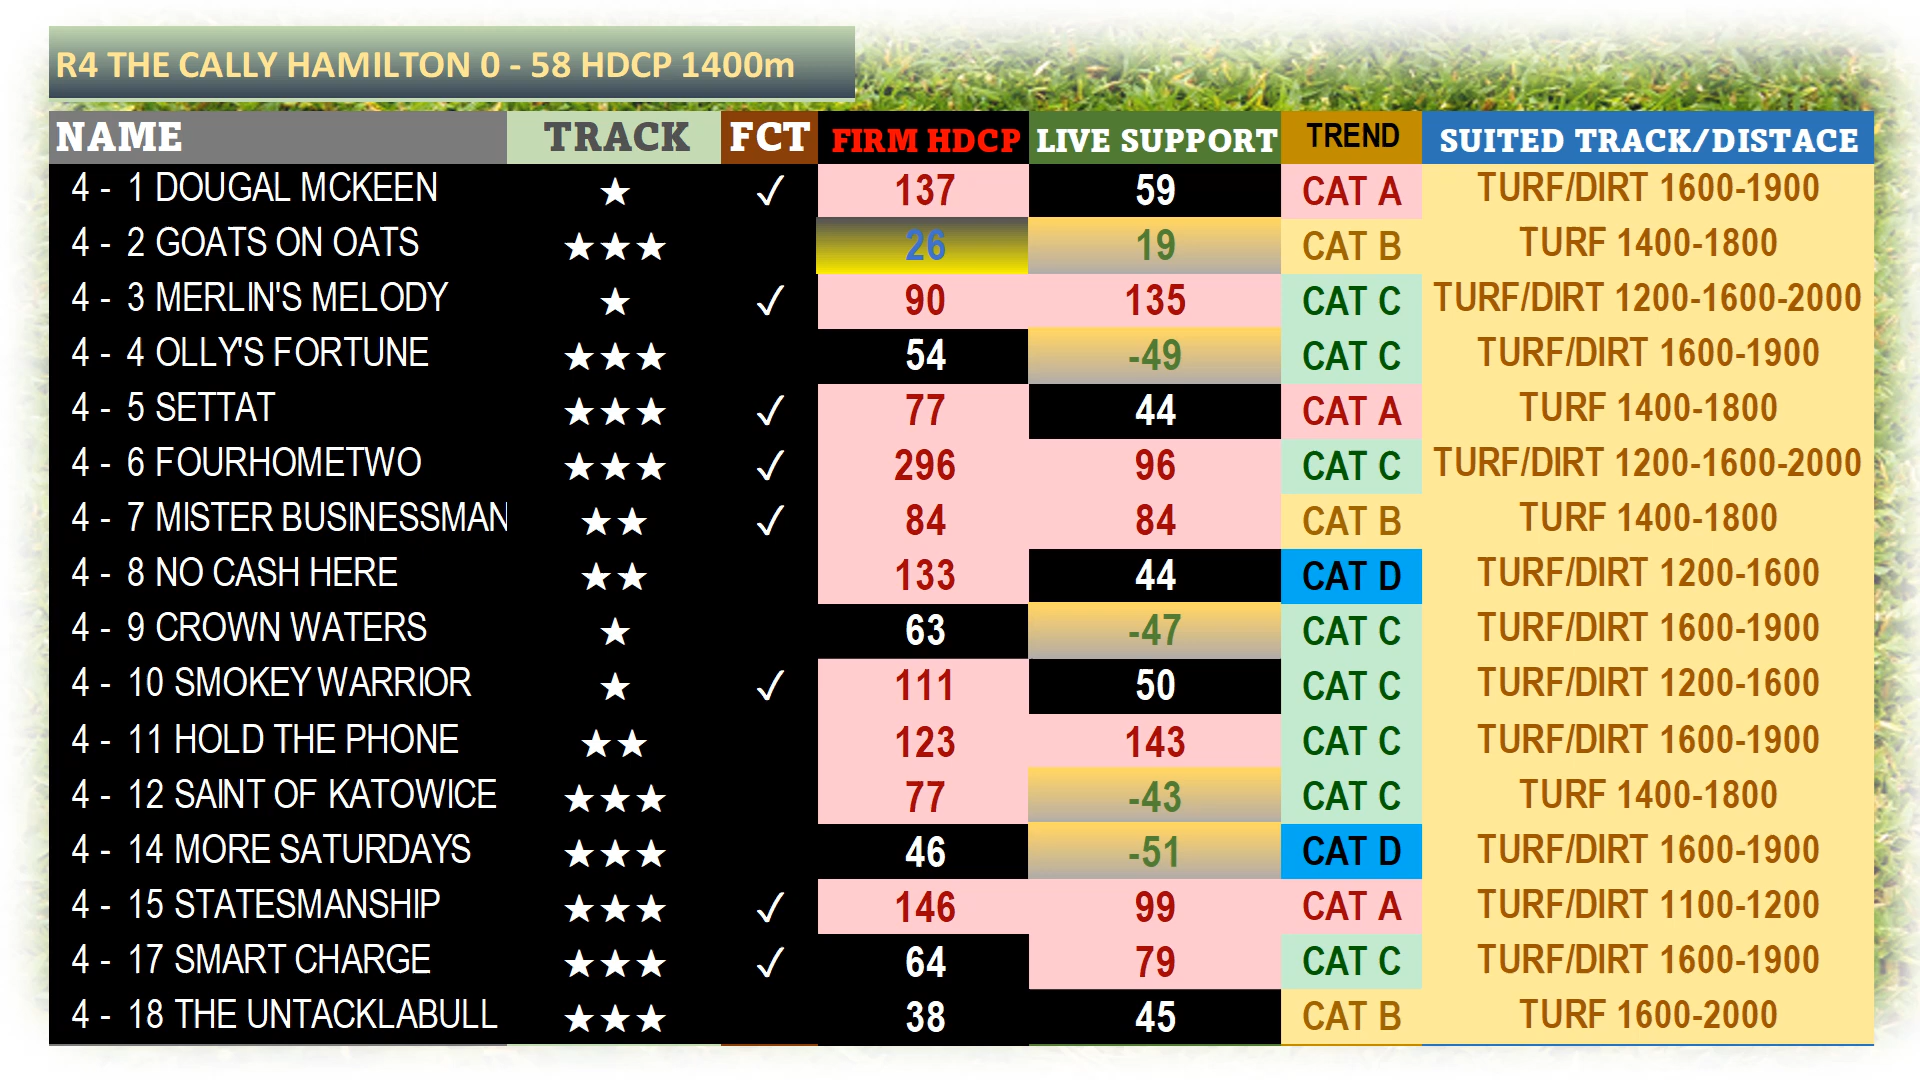 R4 THE CALLY HAMILTON 0 - 58 HDCP 1400m
NAME TRACK FCT FIRM HDCP LIVE SUPPORT TREND SUITED TRACK/DISTACE
4 - 1 DOUGAL MCKEEN ★ ✓ 137 59 CAT A TURF/DIRT 1600-1900
4 - 2 GOATS ON OATS ★★★ 26 19 CAT B TURF 1400-1800
4 - 3 MERLIN'S MELODY ★ ✓ 90 135 CAT C TURF/DIRT 1200-1600-2000
4 - 4 OLLY'S FORTUNE ★★★ 54 -49 CAT C TURF/DIRT 1600-1900
4 - 5 SETTAT ★★★ ✓ 77 44 CAT A TURF 1400-1800
4 - 6 FOURHOMETWO ★★★ ✓ 296 96 CAT C TURF/DIRT 1200-1600-2000
4 - 7 MISTER BUSINESSMAN ★★ ✓ 84 84 CAT B TURF 1400-1800
4 - 8 NO CASH HERE ★★ 133 44 CAT D TURF/DIRT 1200-1600
4 - 9 CROWN WATERS ★ 63 -47 CAT C TURF/DIRT 1600-1900
4 - 10 SMOKEY WARRIOR ★ ✓ 111 50 CAT C TURF/DIRT 1200-1600
4 - 11 HOLD THE PHONE ★★ 123 143 CAT C TURF/DIRT 1600-1900
4 - 12 SAINT OF KATOWICE ★★★ 77 -43 CAT C TURF 1400-1800
4 - 14 MORE SATURDAYS ★★★ 46 -51 CAT D TURF/DIRT 1600-1900
4 - 15 STATESMANSHIP ★★★ ✓ 146 99 CAT A TURF/DIRT 1100-1200
4 - 17 SMART CHARGE ★★★ ✓ 64 79 CAT C TURF/DIRT 1600-1900
4 - 18 THE UNTACKLABULL ★★★ 38 45 CAT B TURF 1600-2000